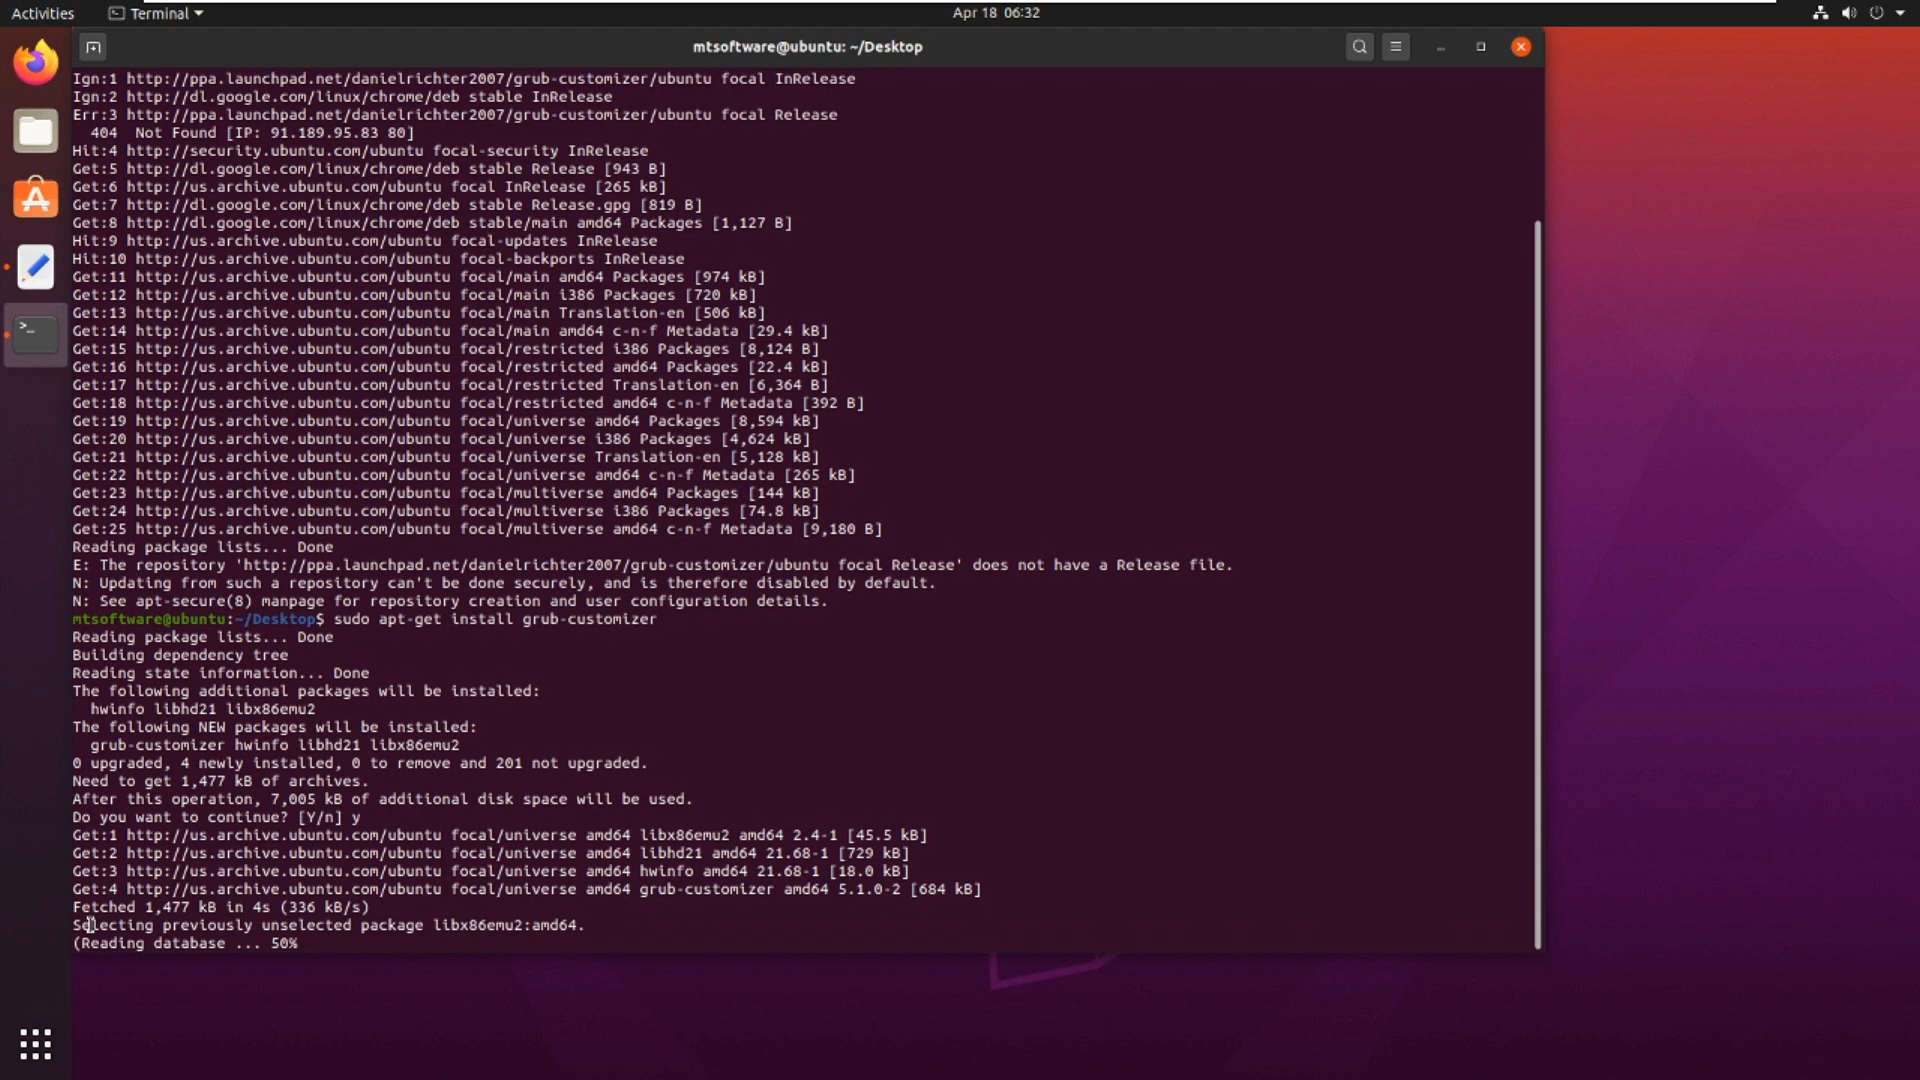 Activities
Terminal
Apr 18 06:32
mtsoftware@ubuntu: ~/Desktop
Ign:1 http://ppa.launchpad.net/danielrichter2007/grub-customizer/ubuntu focal InRelease
Ign:2 http://dl.google.com/linux/chrome/deb stable InRelease
Err:3 http://ppa.launchpad.net/danielrichter2007/grub-customizer/ubuntu focal Release
404  Not Found [IP: 91.189.95.83 80]
Hit:4 http://security.ubuntu.com/ubuntu focal-security InRelease
Get:5 http://dl.google.com/linux/chrome/deb stable Release [943 B]
Get:6 http://us.archive.ubuntu.com/ubuntu focal InRelease [265 kB]
Get:7 http://dl.google.com/linux/chrome/deb stable Release.gpg [819 B]
Get:8 http://dl.google.com/linux/chrome/deb stable/main amd64 Packages [1,127 B]
Hit:9 http://us.archive.ubuntu.com/ubuntu focal-updates InRelease
Hit:10 http://us.archive.ubuntu.com/ubuntu focal-backports InRelease
Get:11 http://us.archive.ubuntu.com/ubuntu focal/main amd64 Packages [974 kB]
Get:12 http://us.archive.ubuntu.com/ubuntu focal/main i386 Packages [720 kB]
Get:13 http://us.archive.ubuntu.com/ubuntu focal/main Translation-en [506 kB]
Get:14 http://us.archive.ubuntu.com/ubuntu focal/main amd64 c-n-f Metadata [29.4 kB]
Get:15 http://us.archive.ubuntu.com/ubuntu focal/restricted i386 Packages [8,124 B]
Get:16 http://us.archive.ubuntu.com/ubuntu focal/restricted amd64 Packages [22.4 kB]
Get:17 http://us.archive.ubuntu.com/ubuntu focal/restricted Translation-en [6,364 B]
Get:18 http://us.archive.ubuntu.com/ubuntu focal/restricted amd64 c-n-f Metadata [392 B]
Get:19 http://us.archive.ubuntu.com/ubuntu focal/universe amd64 Packages [8,594 kB]
Get:20 http://us.archive.ubuntu.com/ubuntu focal/universe i386 Packages [4,624 kB]
Get:21 http://us.archive.ubuntu.com/ubuntu focal/universe Translation-en [5,128 kB]
Get:22 http://us.archive.ubuntu.com/ubuntu focal/universe amd64 c-n-f Metadata [265 kB]
Get:23 http://us.archive.ubuntu.com/ubuntu focal/multiverse amd64 Packages [144 kB]
Get:24 http://us.archive.ubuntu.com/ubuntu focal/multiverse i386 Packages [74.8 kB]
Get:25 http://us.archive.ubuntu.com/ubuntu focal/multiverse amd64 c-n-f Metadata [9,180 B]
Reading package lists... Done
E: The repository 'http://ppa.launchpad.net/danielrichter2007/grub-customizer/ubuntu focal Release' does not have a Release file.
N: Updating from such a repository can't be done securely, and is therefore disabled by default.
N: See apt-secure(8) manpage for repository creation and user configuration details.
mtsoftware@ubuntu:~/Desktop$ sudo apt-get install grub-customizer
Reading package lists... Done
Building dependency tree
Reading state information... Done
The following additional packages will be installed:
hwinfo libhd21 libx86emu2
The following NEW packages will be installed:
grub-customizer hwinfo libhd21 libx86emu2
0 upgraded, 4 newly installed, 0 to remove and 201 not upgraded.
Need to get 1,477 kB of archives.
After this operation, 7,005 kB of additional disk space will be used.
Do you want to continue? [Y/n] y
Get:1 http://us.archive.ubuntu.com/ubuntu focal/universe amd64 libx86emu2 amd64 2.4-1 [45.5 kB]
Get:2 http://us.archive.ubuntu.com/ubuntu focal/universe amd64 libhd21 amd64 21.68-1 [729 kB]
Get:3 http://us.archive.ubuntu.com/ubuntu focal/universe amd64 hwinfo amd64 21.68-1 [18.0 kB]
Get:4 http://us.archive.ubuntu.com/ubuntu focal/universe amd64 grub-customizer amd64 5.1.0-2 [684 kB]
Fetched 1,477 kB in 4s (336 kB/s)
Selecting previously unselected package libx86emu2:amd64.
(Reading database ... 50%